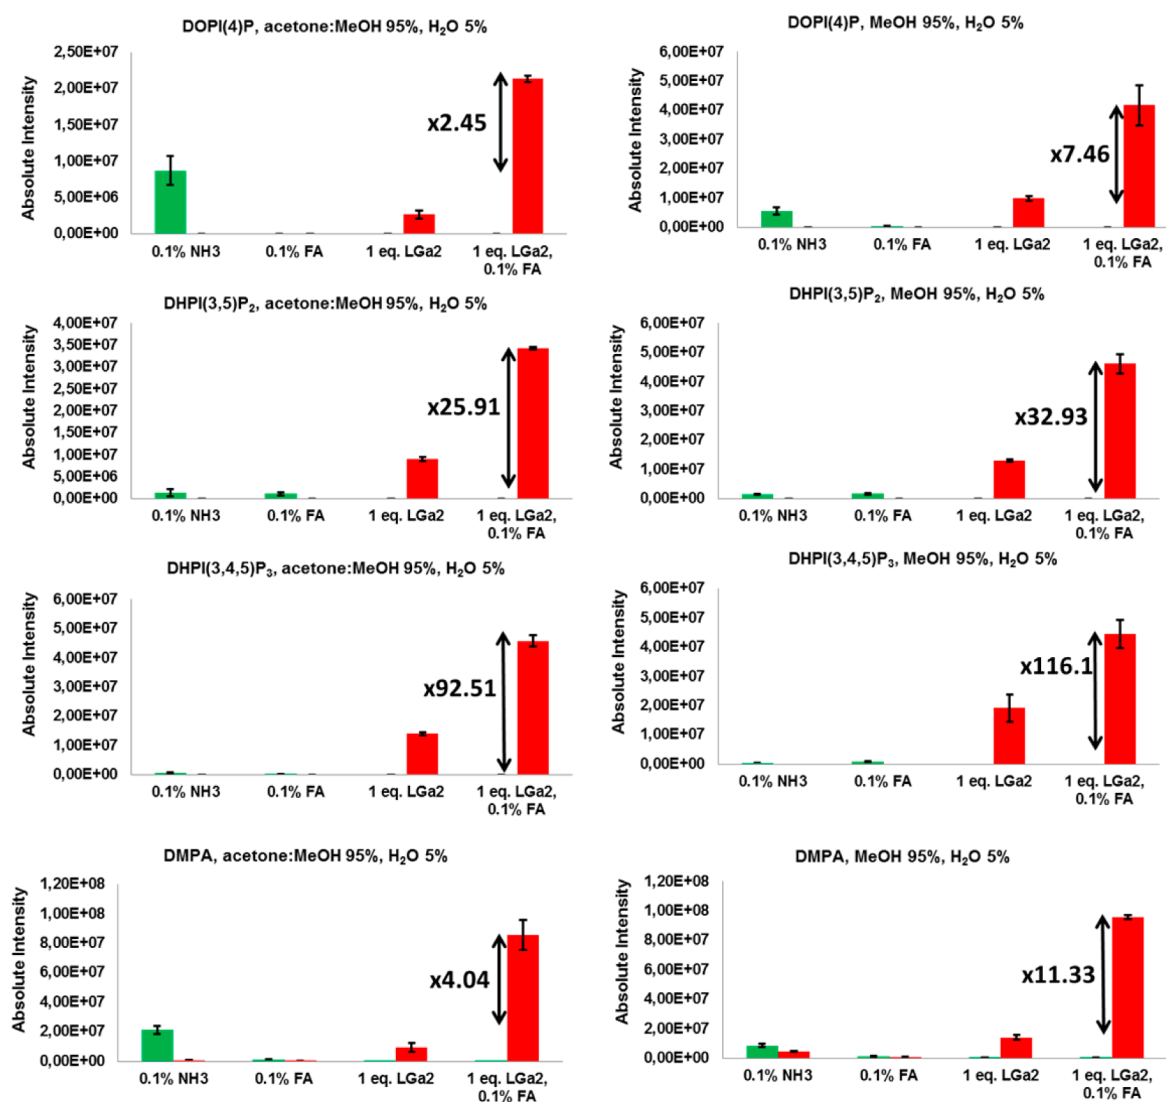 DOPI(4)P, acetone:MeOH 95%, H₂O 5%
Absolute Intensity
2,50E+07
2,00E+07
1,50E+07
1,00E+07
5,00E+06
0,00E+00
x2.45
0.1% NH3
0.1% FA
1 eq. LGa2
1 eq. LGa2,
0.1% FA
DOPI(4)P, MeOH 95%, H₂O 5%
Absolute Intensity
6,00E+07
5,00E+07
4,00E+07
3,00E+07
2,00E+07
1,00E+07
0,00E+00
x7.46
0.1% NH3
0.1% FA
1 eq. LGa2
1 eq. LGa2,
0.1% FA
DHPI(3,5)P₂, acetone:MeOH 95%, H₂O 5%
Absolute Intensity
4,00E+07
3,50E+07
3,00E+07
2,50E+07
2,00E+07
1,50E+07
1,00E+07
5,00E+06
0,00E+00
x25.91
0.1% NH3
0.1% FA
1 eq. LGa2
1 eq. LGa2,
0.1% FA
DHPI(3,5)P₂, MeOH 95%, H₂O 5%
Absolute Intensity
6,00E+07
5,00E+07
4,00E+07
3,00E+07
2,00E+07
1,00E+07
0,00E+00
x32.93
0.1% NH3
0.1% FA
1 eq. LGa2
1 eq. LGa2,
0.1% FA
DHPI(3,4,5)P₃, acetone:MeOH 95%, H₂O 5%
Absolute Intensity
6,00E+07
5,00E+07
4,00E+07
3,00E+07
2,00E+07
1,00E+07
0,00E+00
x92.51
0.1% NH3
0.1% FA
1 eq. LGa2
1 eq. LGa2,
0.1% FA
DHPI(3,4,5)P₃, MeOH 95%, H₂O 5%
Absolute Intensity
6,00E+07
5,00E+07
4,00E+07
3,00E+07
2,00E+07
1,00E+07
0,00E+00
x116.1
0.1% NH3
0.1% FA
1 eq. LGa2
1 eq. LGa2,
0.1% FA
DMPA, acetone:MeOH 95%, H₂O 5%
Absolute Intensity
1,20E+08
1,00E+08
8,00E+07
6,00E+07
4,00E+07
2,00E+07
0,00E+00
x4.04
0.1% NH3
0.1% FA
1 eq. LGa2
1 eq. LGa2,
0.1% FA
DMPA, MeOH 95%, H₂O 5%
Absolute Intensity
1,20E+08
1,00E+08
8,00E+07
6,00E+07
4,00E+07
2,00E+07
0,00E+00
x11.33
0.1% NH3
0.1% FA
1 eq. LGa2
1 eq. LGa2,
0.1% FA